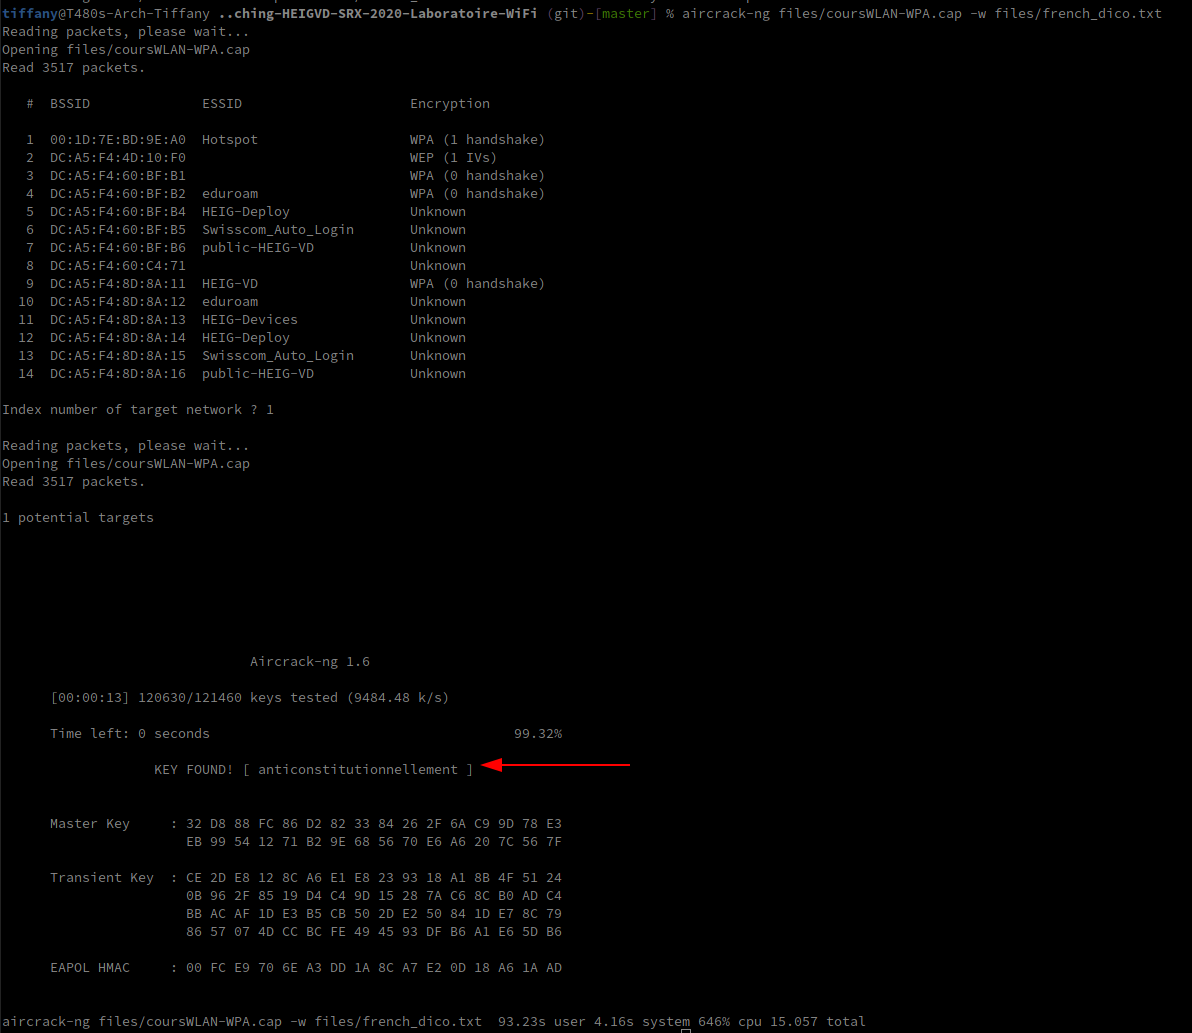 tiffany@T480s-Arch-Tiffany ..ching-HEIGVD-SRX-2020-Laboratoire-WiFi (git)-[master] % aircrack-ng files/coursWLAN-WPA.cap -w files/french_dico.txt
Reading packets, please wait...
Opening files/coursWLAN-WPA.cap
Read 3517 packets.
# BSSID ESSID Encryption
1 00:1D:7E:BD:9E:A0 Hotspot WPA (1 handshake)
2 DC:A5:F4:4D:10:F0 WEP (1 IVs)
3 DC:A5:F4:60:BF:B1 WPA (0 handshake)
4 DC:A5:F4:60:BF:B2 eduroam WPA (0 handshake)
5 DC:A5:F4:60:BF:B4 HEIG-Deploy Unknown
6 DC:A5:F4:60:BF:B5 Swisscom_Auto_Login Unknown
7 DC:A5:F4:60:BF:B6 public-HEIG-VD Unknown
8 DC:A5:F4:60:C4:71 Unknown
9 DC:A5:F4:8D:8A:11 HEIG-VD WPA (0 handshake)
10 DC:A5:F4:8D:8A:12 eduroam Unknown
11 DC:A5:F4:8D:8A:13 HEIG-Devices Unknown
12 DC:A5:F4:8D:8A:14 HEIG-Deploy Unknown
13 DC:A5:F4:8D:8A:15 Swisscom_Auto_Login Unknown
14 DC:A5:F4:8D:8A:16 public-HEIG-VD Unknown
Index number of target network ? 1
Reading packets, please wait...
Opening files/coursWLAN-WPA.cap
Read 3517 packets.
1 potential targets
Aircrack-ng 1.6
[00:00:13] 120630/121460 keys tested (9484.48 k/s)
Time left: 0 seconds 99.32%
KEY FOUND! [ anticonstitutionnellement ]
Master Key : 32 D8 88 FC 86 D2 82 33 84 26 2F 6A C9 9D 78 E3
EB 99 54 12 71 B2 9E 68 56 70 E6 A6 20 7C 56 7F
Transient Key : CE 2D E8 12 8C A6 E1 E8 23 93 18 A1 8B 4F 51 24
0B 96 2F 85 19 D4 C4 9D 15 28 7A C6 8C B0 AD C4
BB AC AF 1D E3 B5 CB 50 2D E2 50 84 1D E7 8C 79
86 57 07 4D CC BC FE 49 45 93 DF B6 A1 E6 5D B6
EAPOL HMAC : 00 FC E9 70 6E A3 DD 1A 8C A7 E2 0D 18 A6 1A AD
aircrack-ng files/coursWLAN-WPA.cap -w files/french_dico.txt 93.23s user 4.16s system 646% cpu 15.057 total